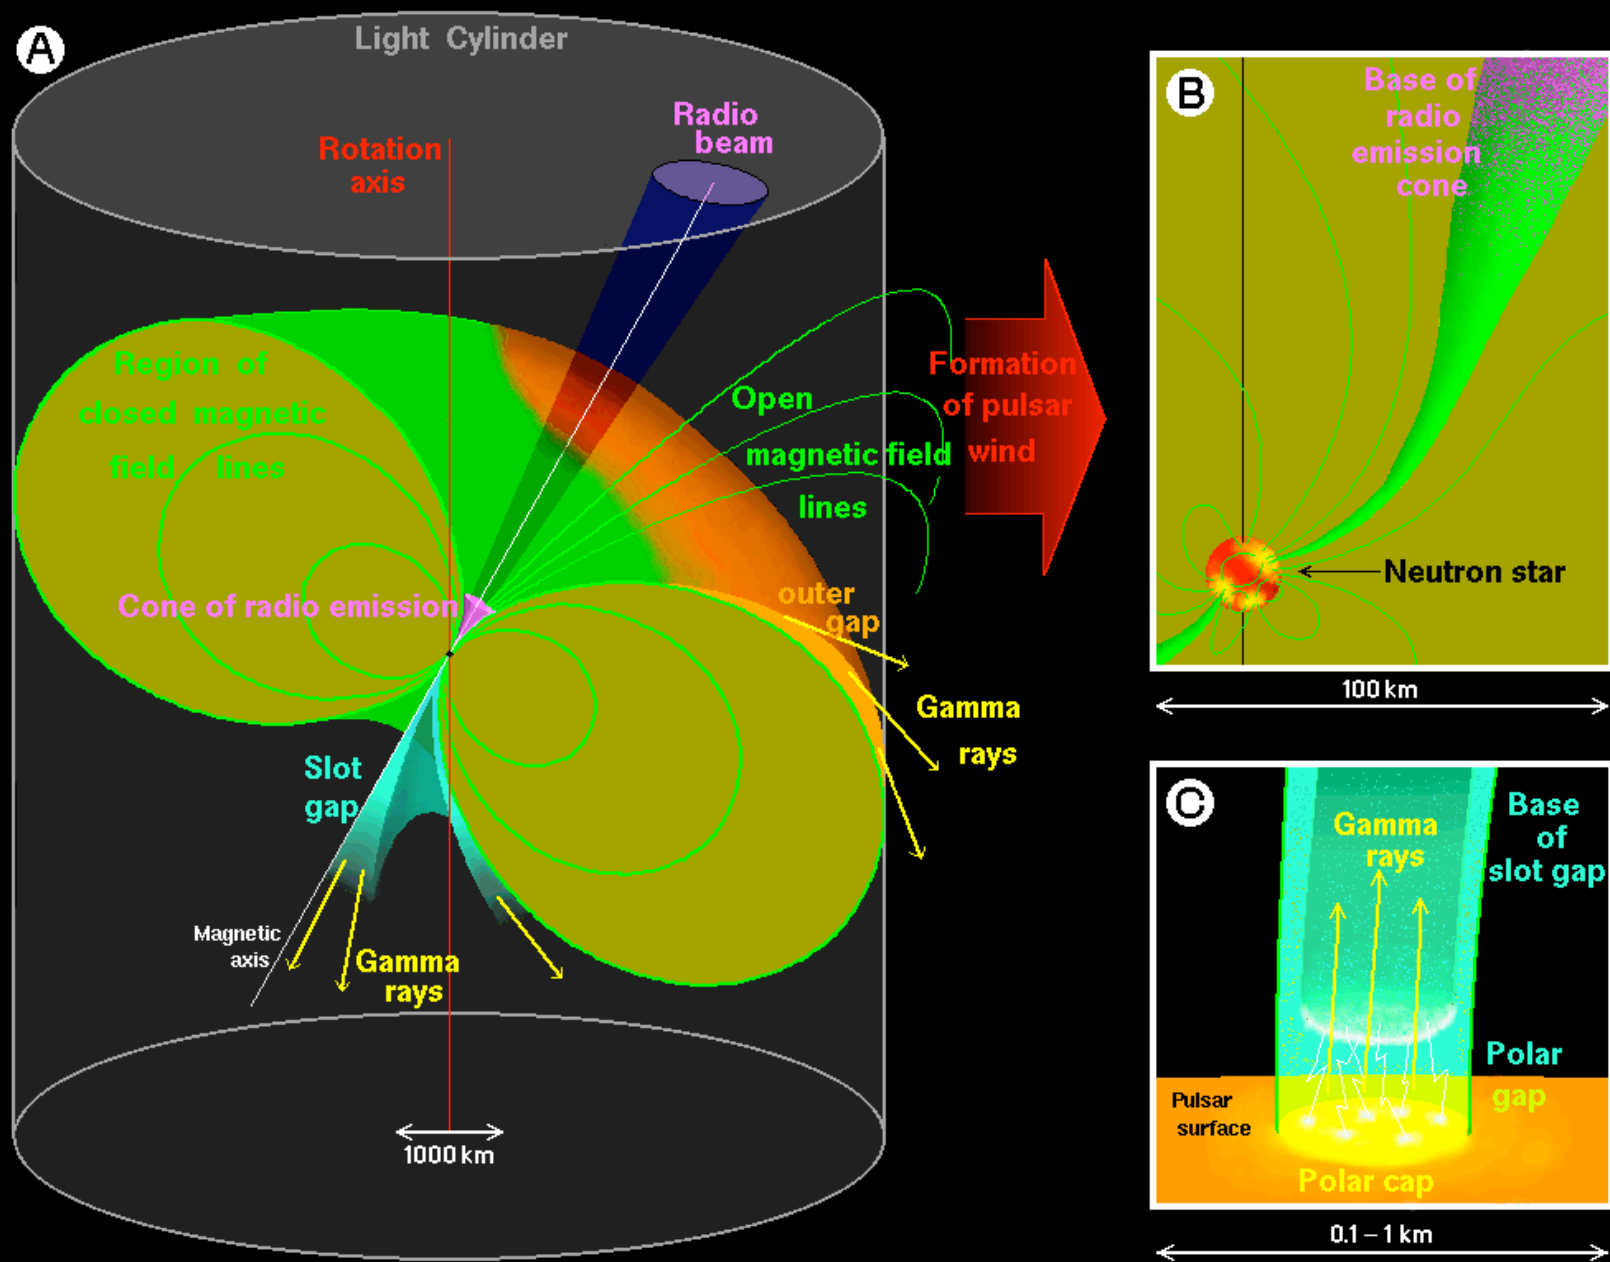 A
Light Cylinder
Radio
beam
Rotation
axis
Region of
closed magnetic
field lines
Open
magnetic field
lines
Formation
of pulsar
wind
Cone of radio emission
outer
gap
Gamma
rays
Slot
gap
Magnetic
axis
Gamma
rays
1000 km
B
Base of
radio
emission
cone
Neutron star
100 km
C
Gamma
rays
Base
of
slot gap
Polar
gap
Pulsar
surface
Polar cap
0.1 – 1 km